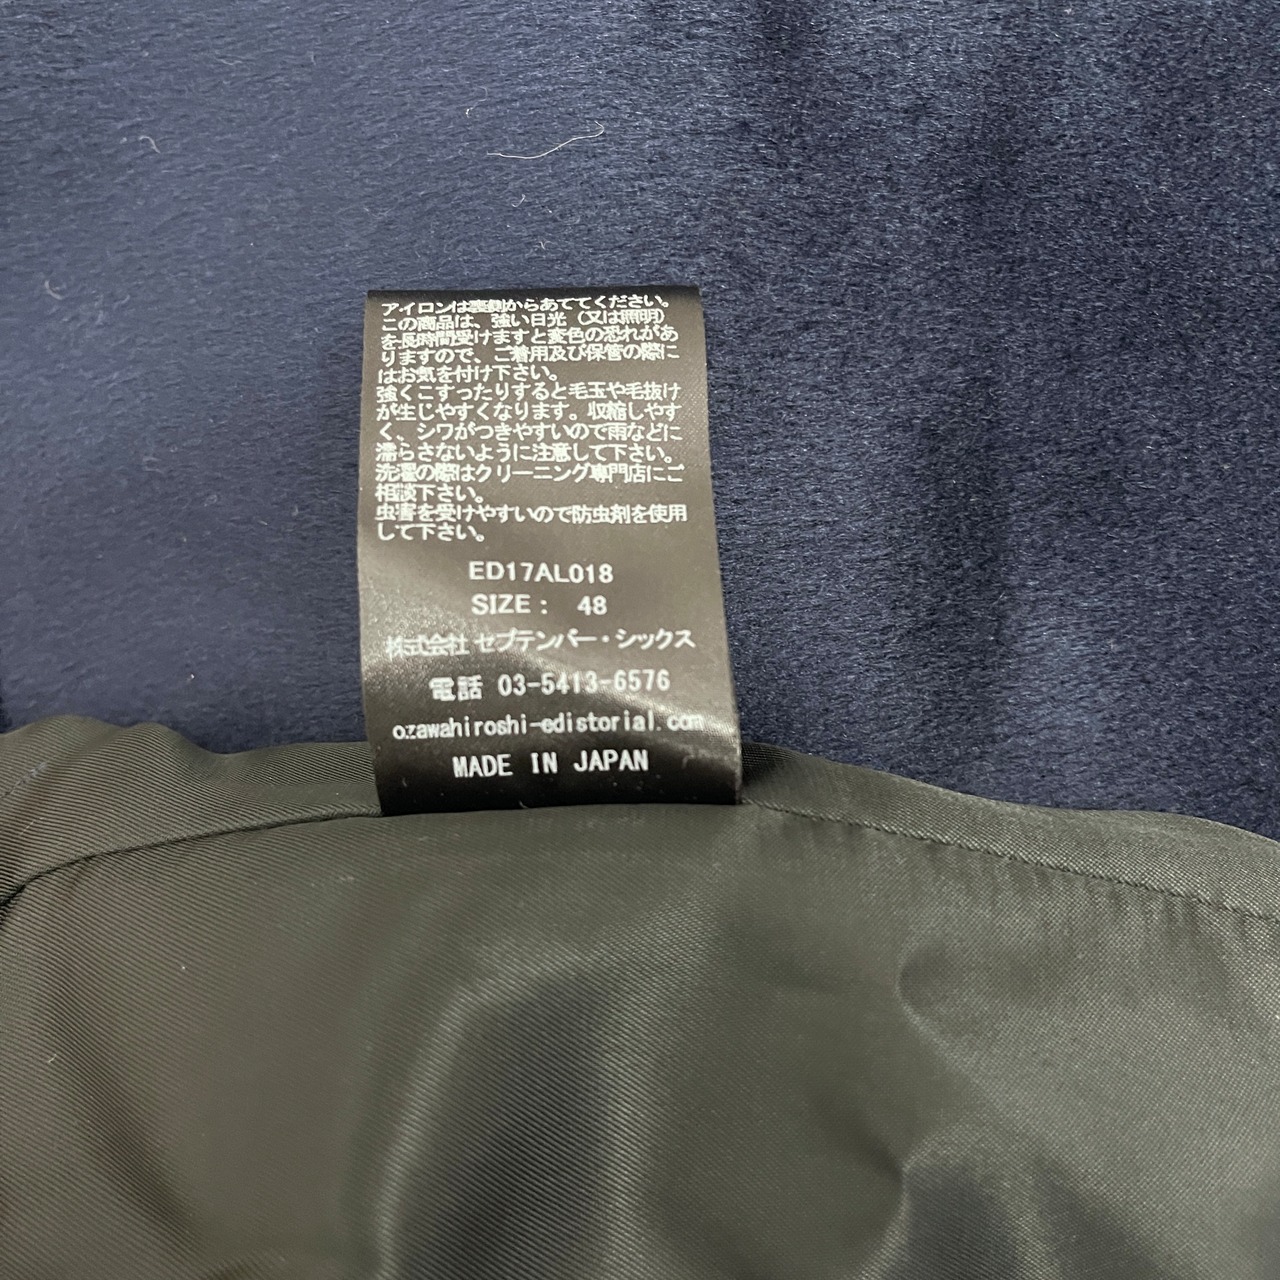 アイロンは裏側からあててください。
この商品は、強い日光（又は照明）
を長時間受けますと変色の恐れがあ
りますので、ご着用及び保管の際に
はお気を付け下さい。
強くこすったりすると毛玉や毛抜け
が生じやすくなります。収縮しやす
く、シワがつきやすいので雨などに
濡らさないように注意して下さい。
洗濯の際はクリーニング専門店にご
相談下さい。
虫害を受けやすいので防虫剤を使用
して下さい。
ED17AL018
SIZE： 48
株式会社 セプテンバー・シックス
電話 03-5413-6576
ozawahiroshi-edistorial.com
MADE IN JAPAN